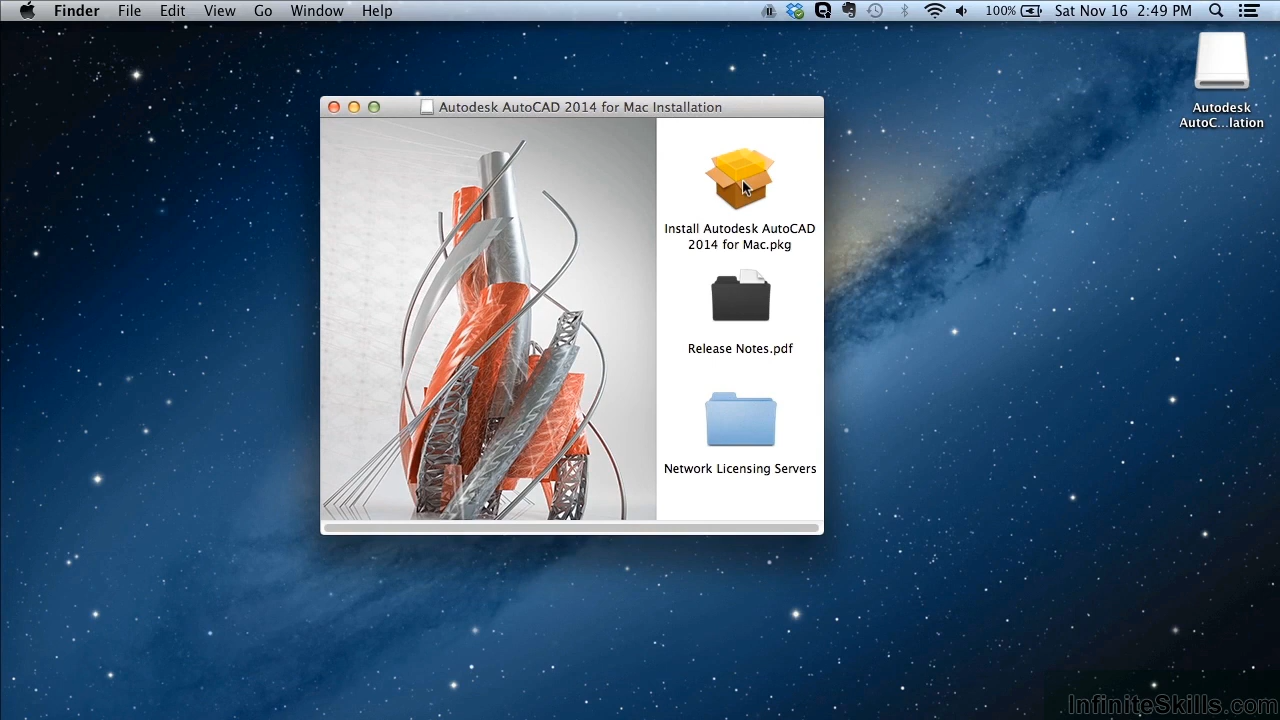 Finder File Edit View Go Window Help 100% Sat Nov 16 2:49 PM
Autodesk
AutoC...lation
Autodesk AutoCAD 2014 for Mac Installation
Install Autodesk AutoCAD
2014 for Mac.pkg
Release Notes.pdf
Network Licensing Servers
InfiniteSkills.com